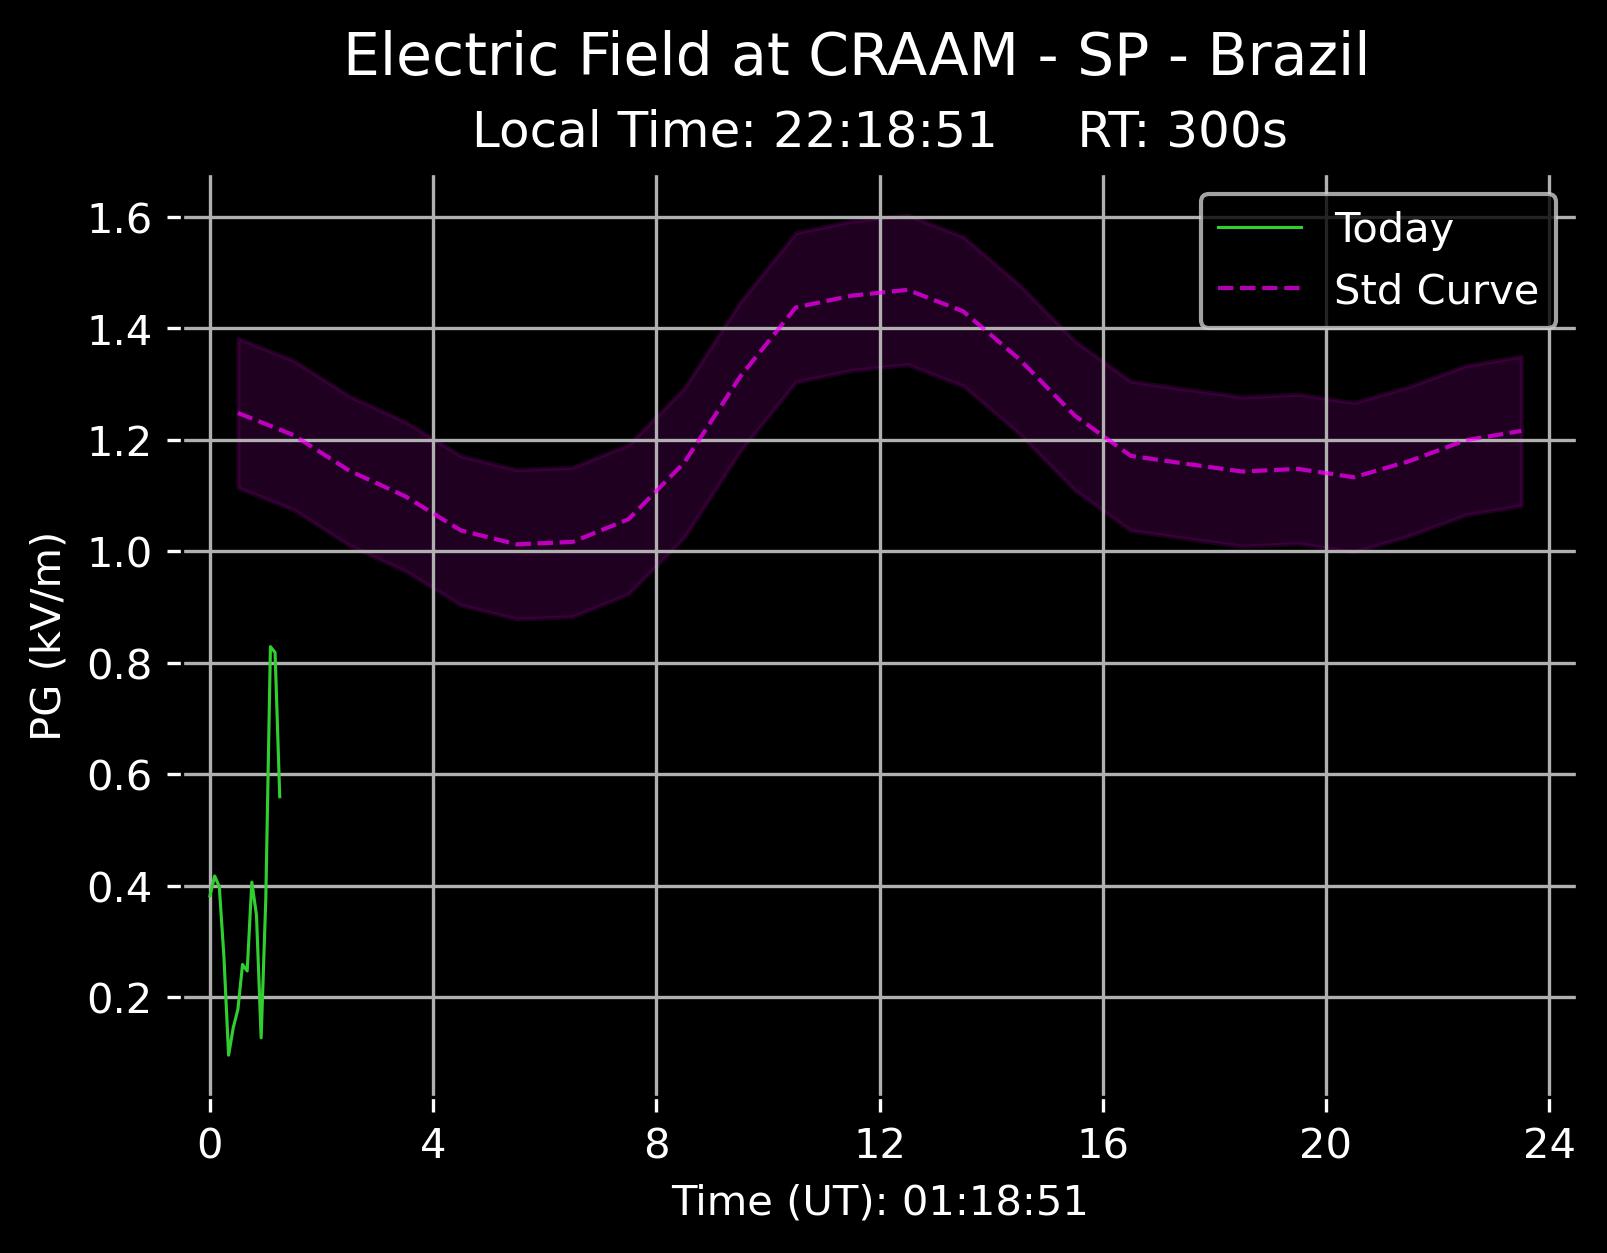 Electric Field at CRAAM - SP - Brazil
Local Time: 22:18:51 RT: 300s
Today
Std Curve
PG (kV/m)
1.6
1.4
1.2
1.0
0.8
0.6
0.4
0.2
0 4 8 12 16 20 24
Time (UT): 01:18:51